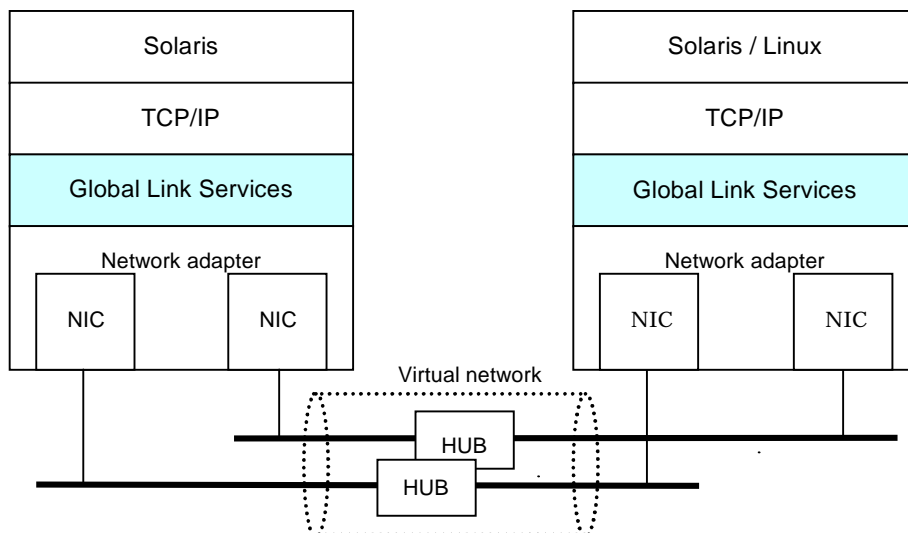 Solaris
TCP/IP
Global Link Services
Network adapter
NIC
NIC
Solaris / Linux
TCP/IP
Global Link Services
Network adapter
NIC
NIC
Virtual network
HUB
HUB